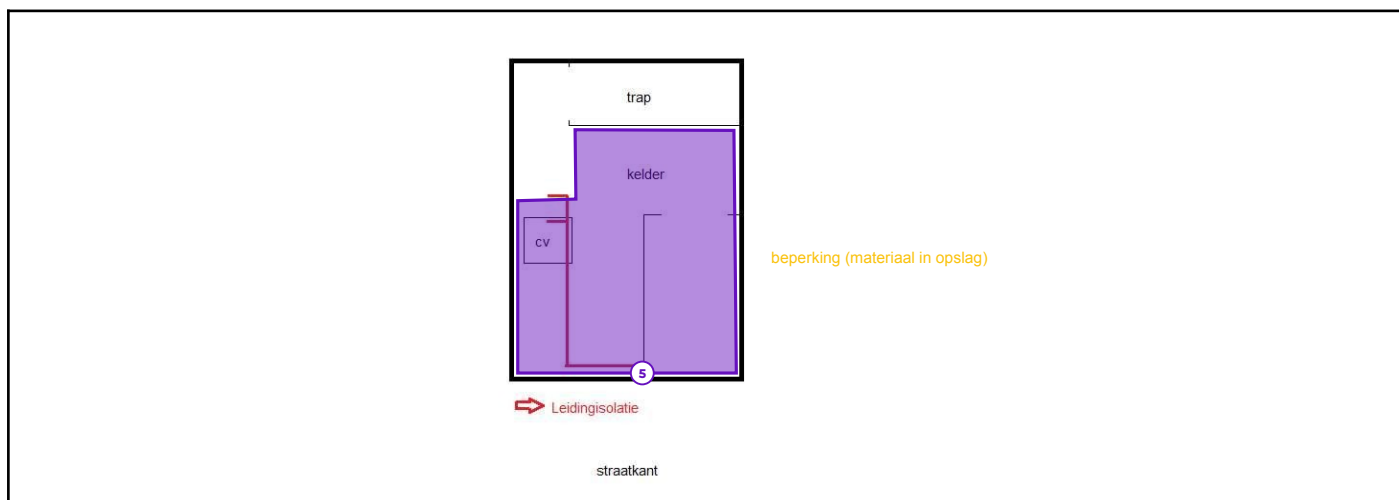 trap
kelder
cv
beperking (materiaal in opslag)
5
Leidingisolatie
straatkant